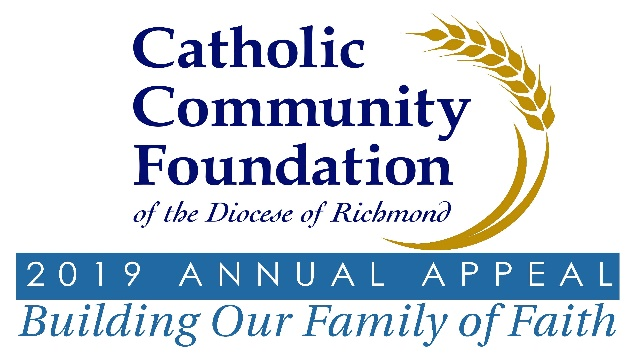 Catholic
Community
Foundation
of the Diocese of Richmond
2019 ANNUAL APPEAL
Building Our Family of Faith